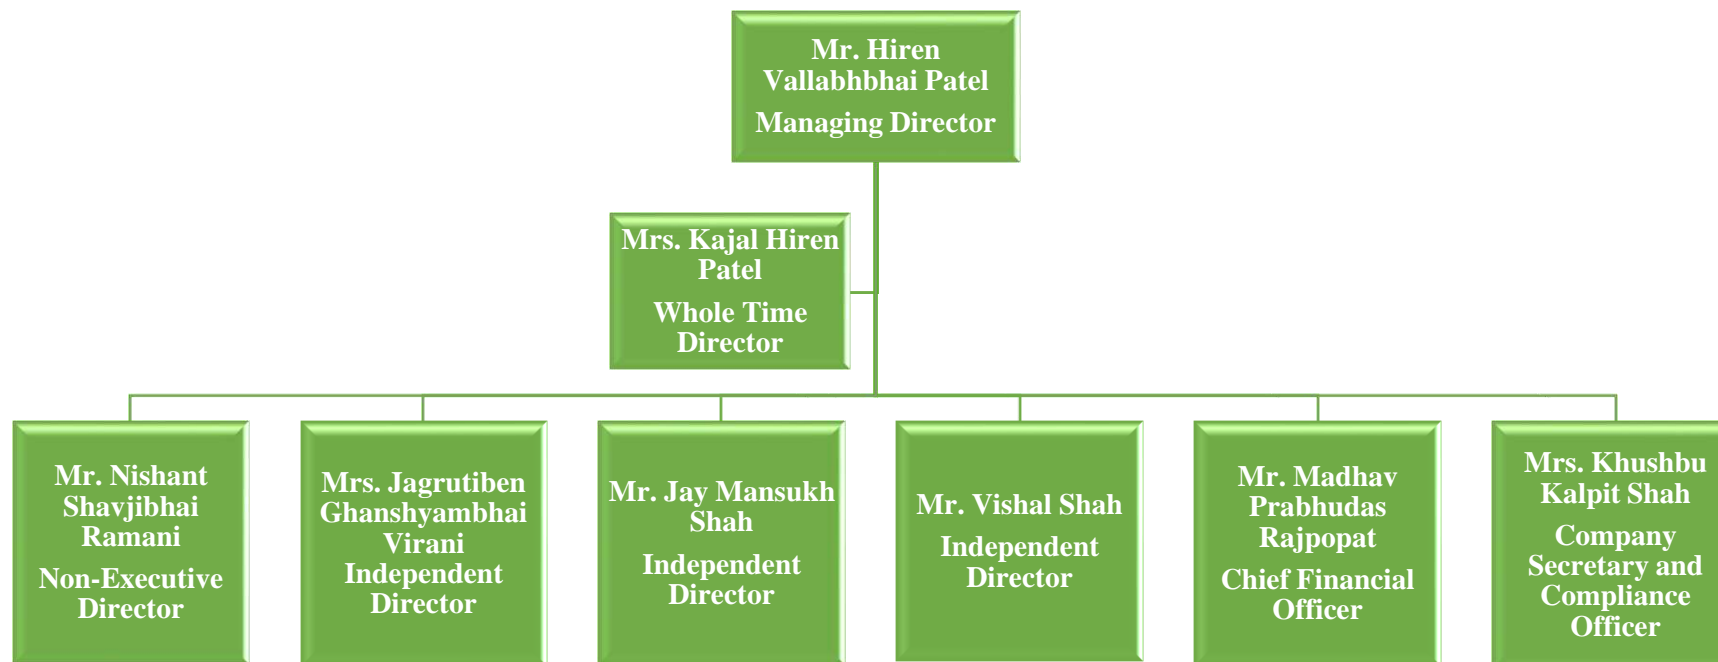 Mr. Hiren
Vallabhbhai Patel
Managing Director
Mrs. Kajal Hiren
Patel
Whole Time
Director
Mr. Nishant
Shavjibhai
Ramani
Non-Executive
Director
Mrs. Jagrutiben
Ghanshyambhai
Virani
Independent
Director
Mr. Jay Mansukh
Shah
Independent
Director
Mr. Vishal Shah
Independent
Director
Mr. Madhav
Prabhudas
Rajpopat
Chief Financial
Officer
Mrs. Khushbu
Kalpit Shah
Company
Secretary and
Compliance
Officer